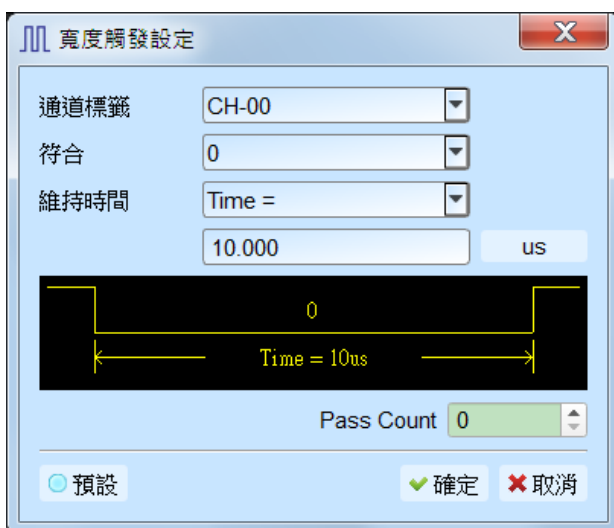 寬度觸發設定
通道標籤 CH-00
符合 0
維持時間 Time =
10.000 us
0
Time = 10us
Pass Count 0
預設 確定 取消